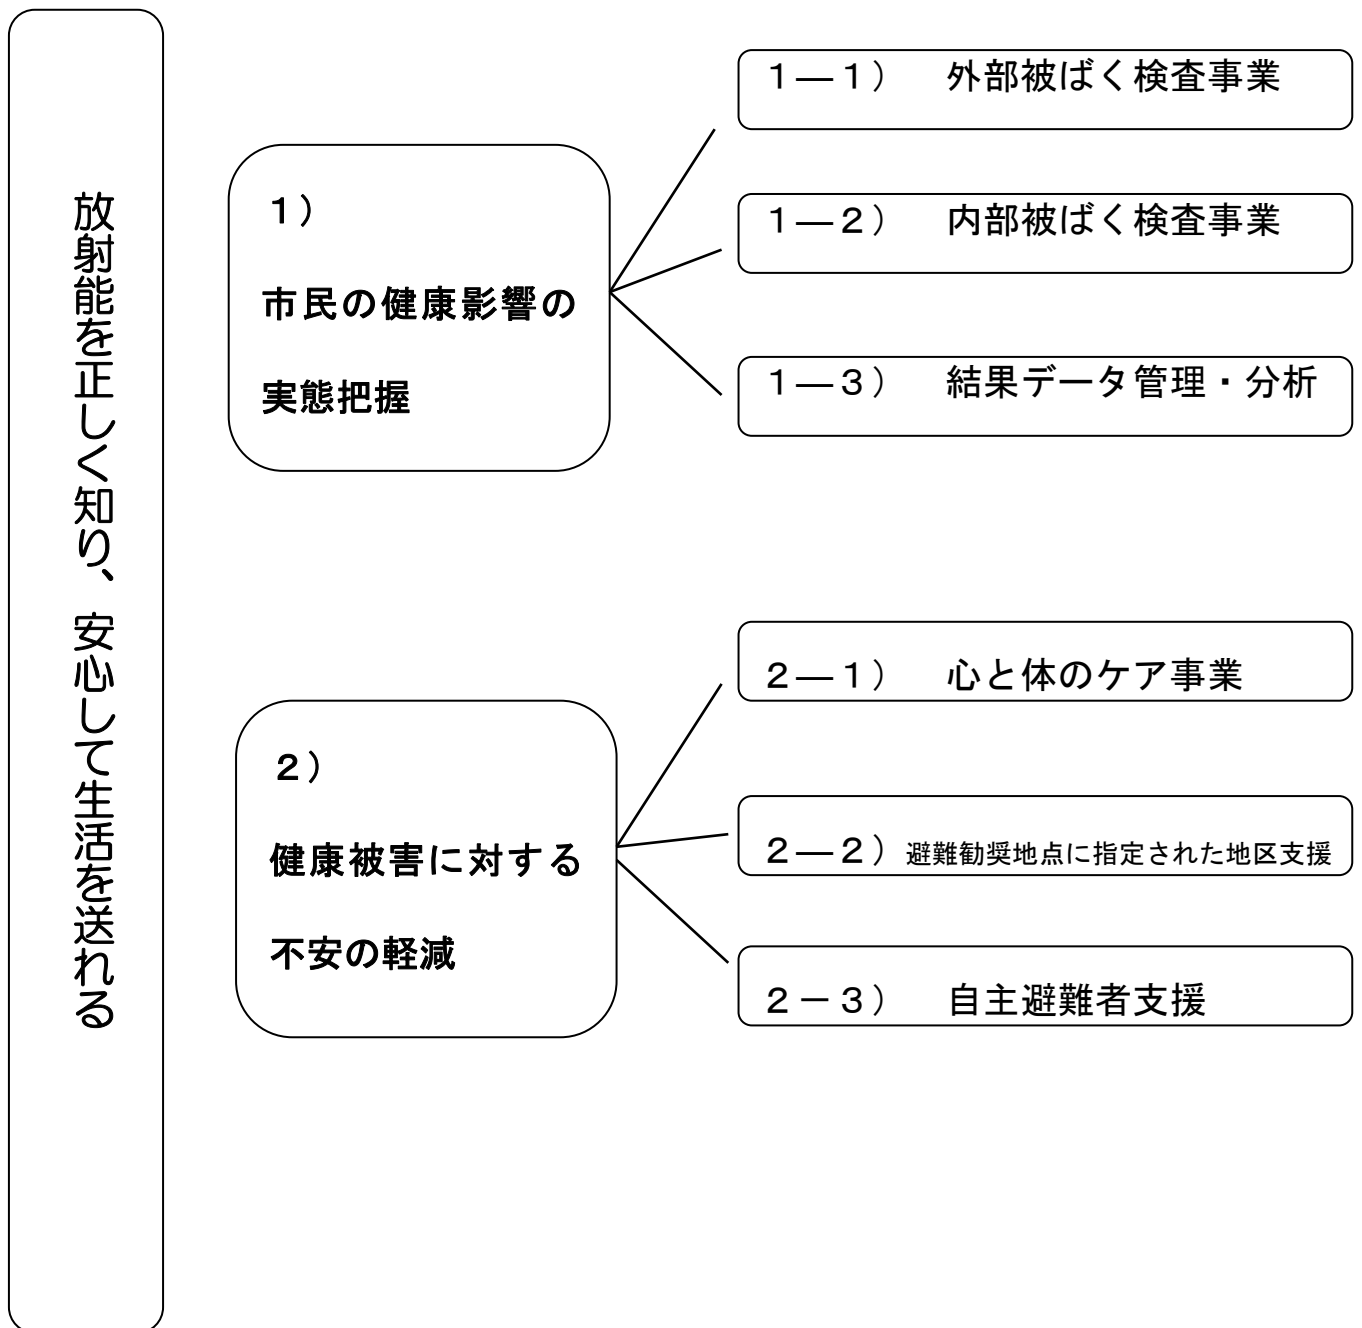 放射能を正しく知り、安心して生活を送れる
１）
市民の健康影響の
実態把握
１―１）　外部被ばく検査事業
１―２）　内部被ばく検査事業
１―３）　結果データ管理・分析
２）
健康被害に対する
不安の軽減
２―１）　心と体のケア事業
２―２）避難勧奨地点に指定された地区支援
２－３）　自主避難者支援